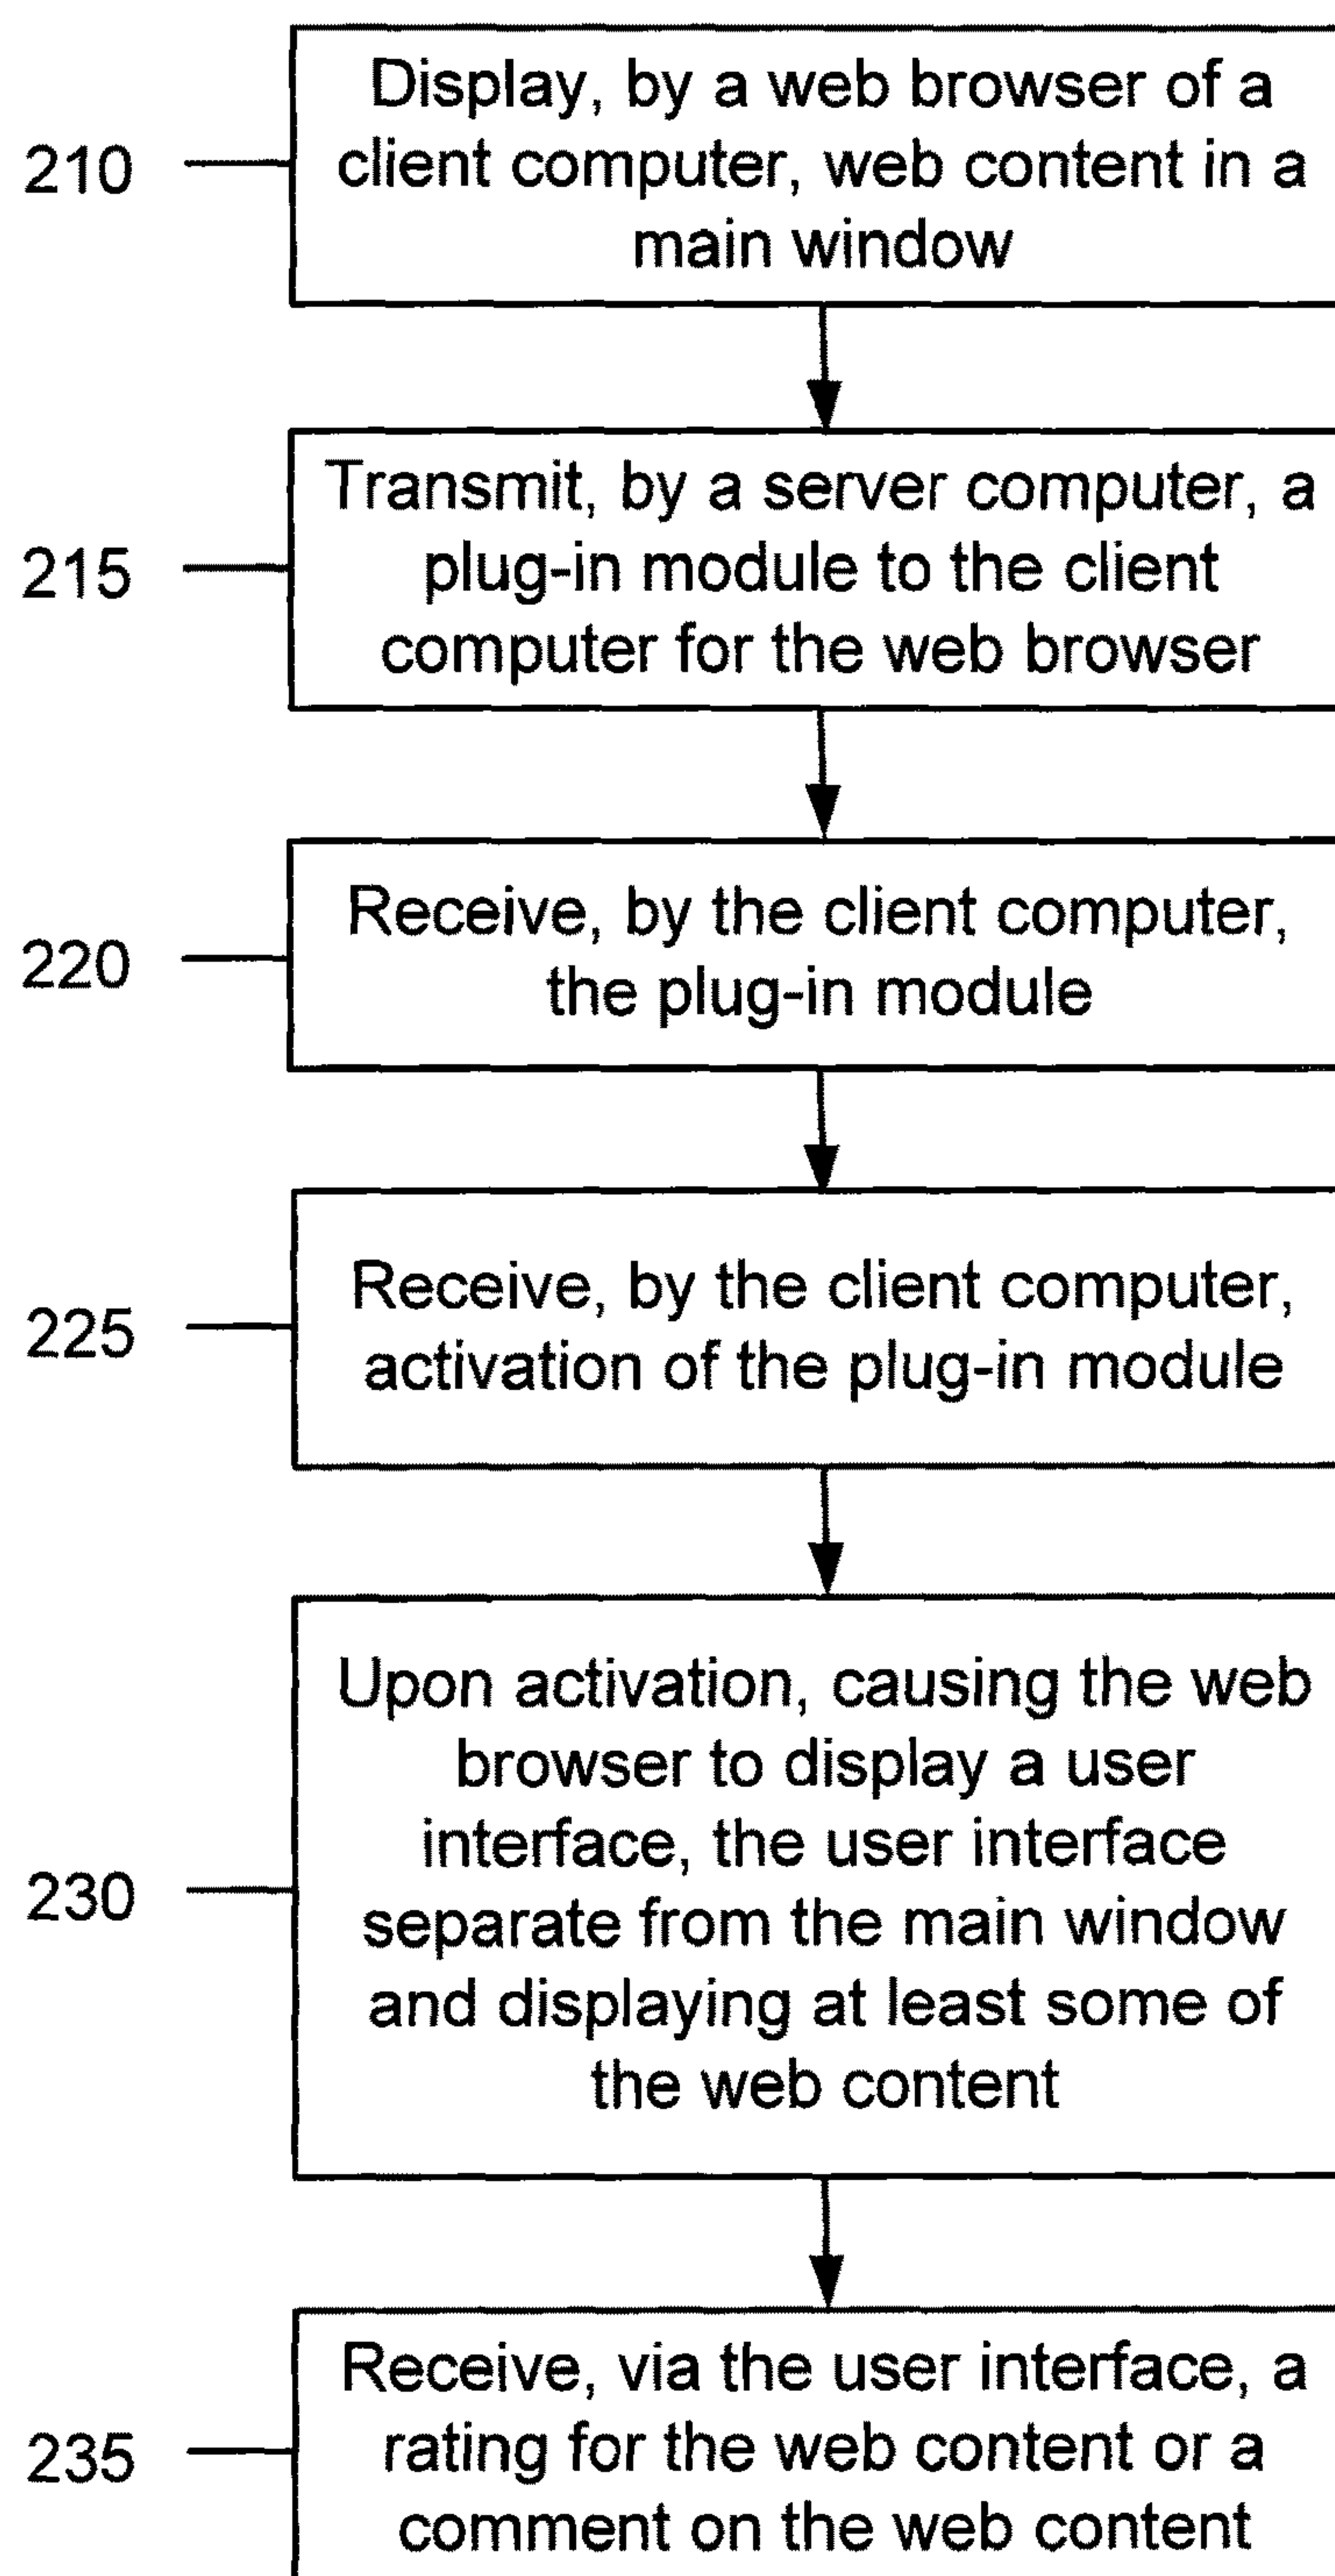 Display, by a web browser of a
210
client computer, web content in a
main window
Transmit, by a server computer, a
215
plug-in module to the client
computer for the web browser
Receive, by the client computer,
220
the plug-in module
Receive, by the client computer,
225
activation of the plug-in module
Upon activation, causing the web
browser to display a user
interface, the user interface
230
separate from the main window
and displaying at least some of
the web content
Receive, via the user interface, a
235
rating for the web content or a
comment on the web content